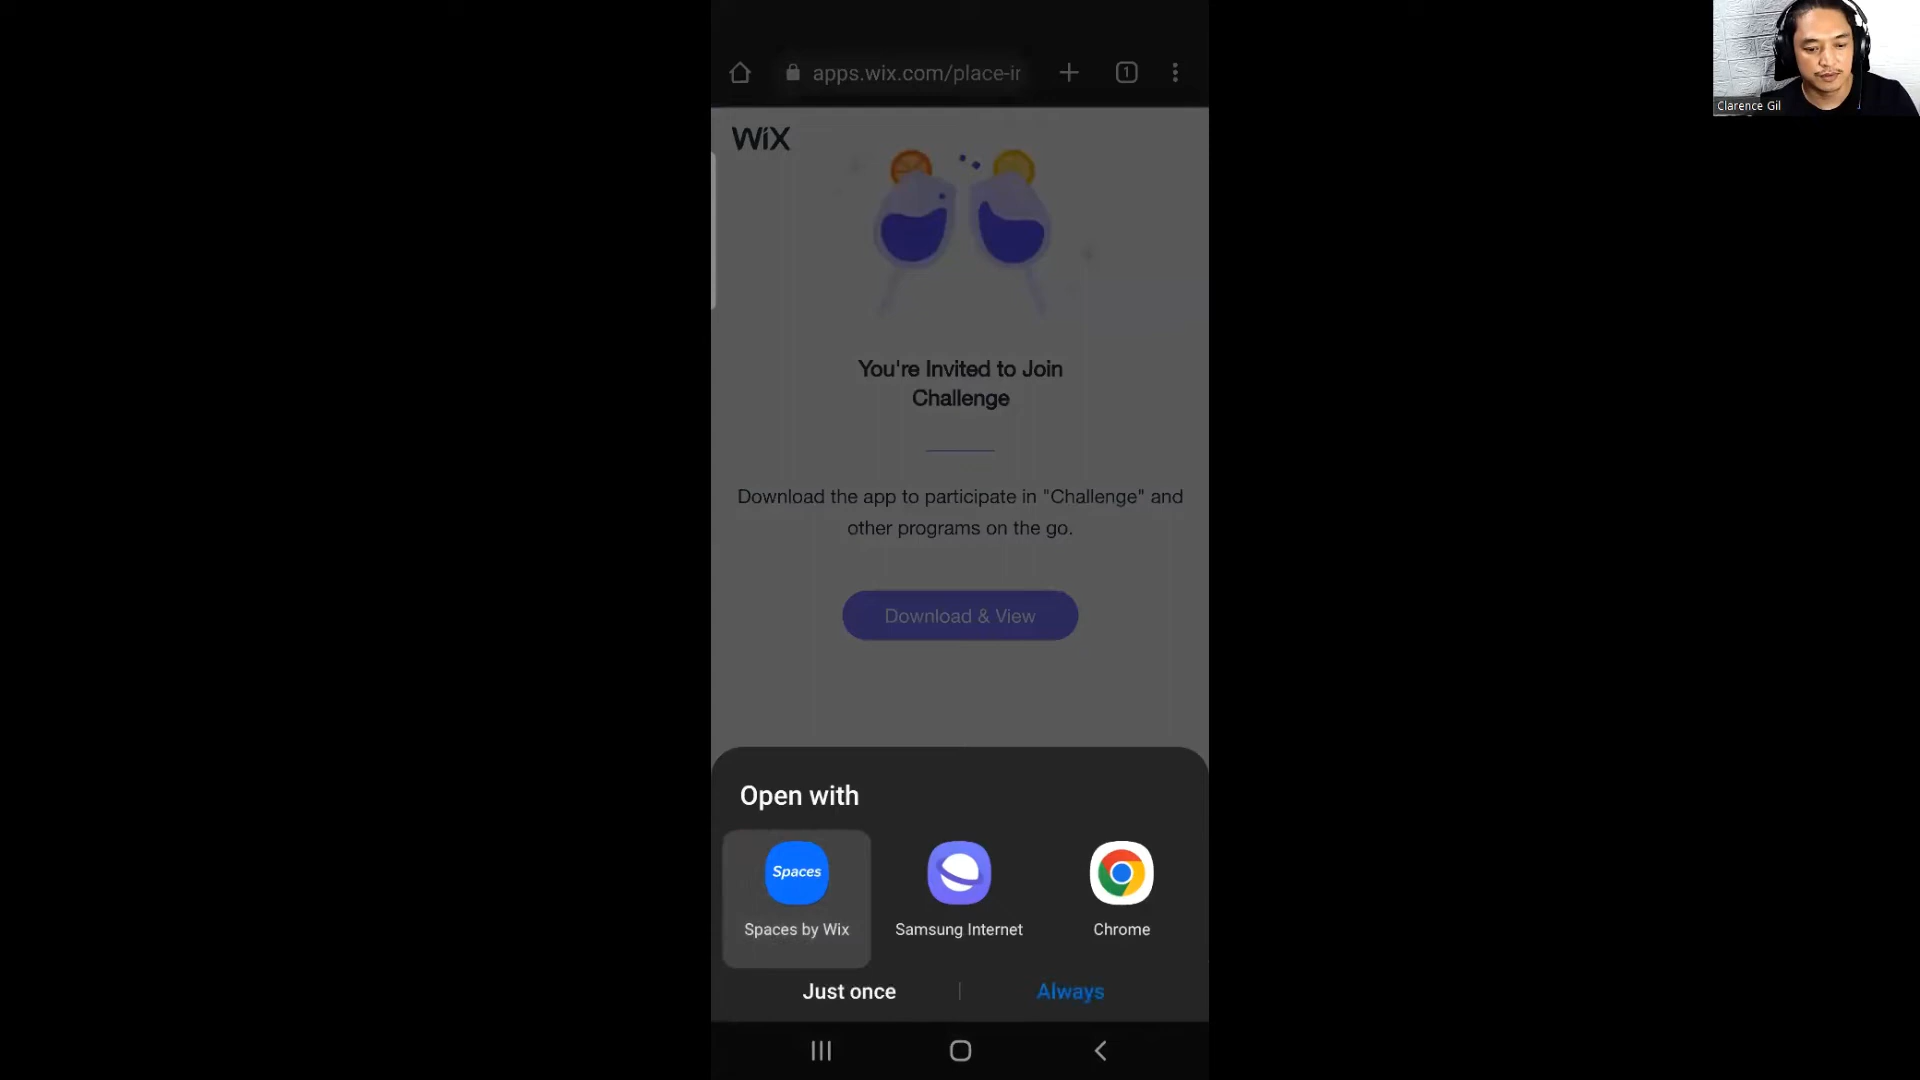 apps.wix.com/place-ir
1
Clarence Gil
WiX
You're Invited to Join
Challenge
Download the app to participate in "Challenge" and
other programs on the go.
Download & View
Open with
Spaces
Spaces by Wix
Samsung Internet
Chrome
Just once
Always